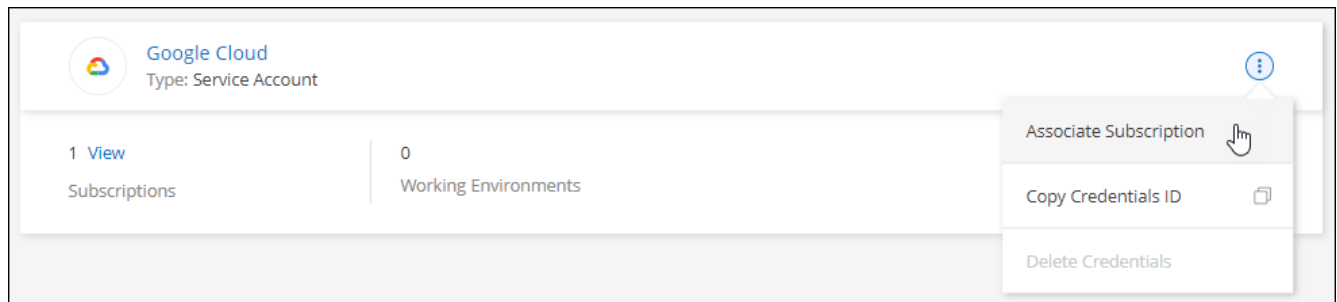 Google Cloud
Type: Service Account
Associate Subscription
1 View
0
Subscriptions
Working Environments
Copy Credentials ID
Delete Credentials